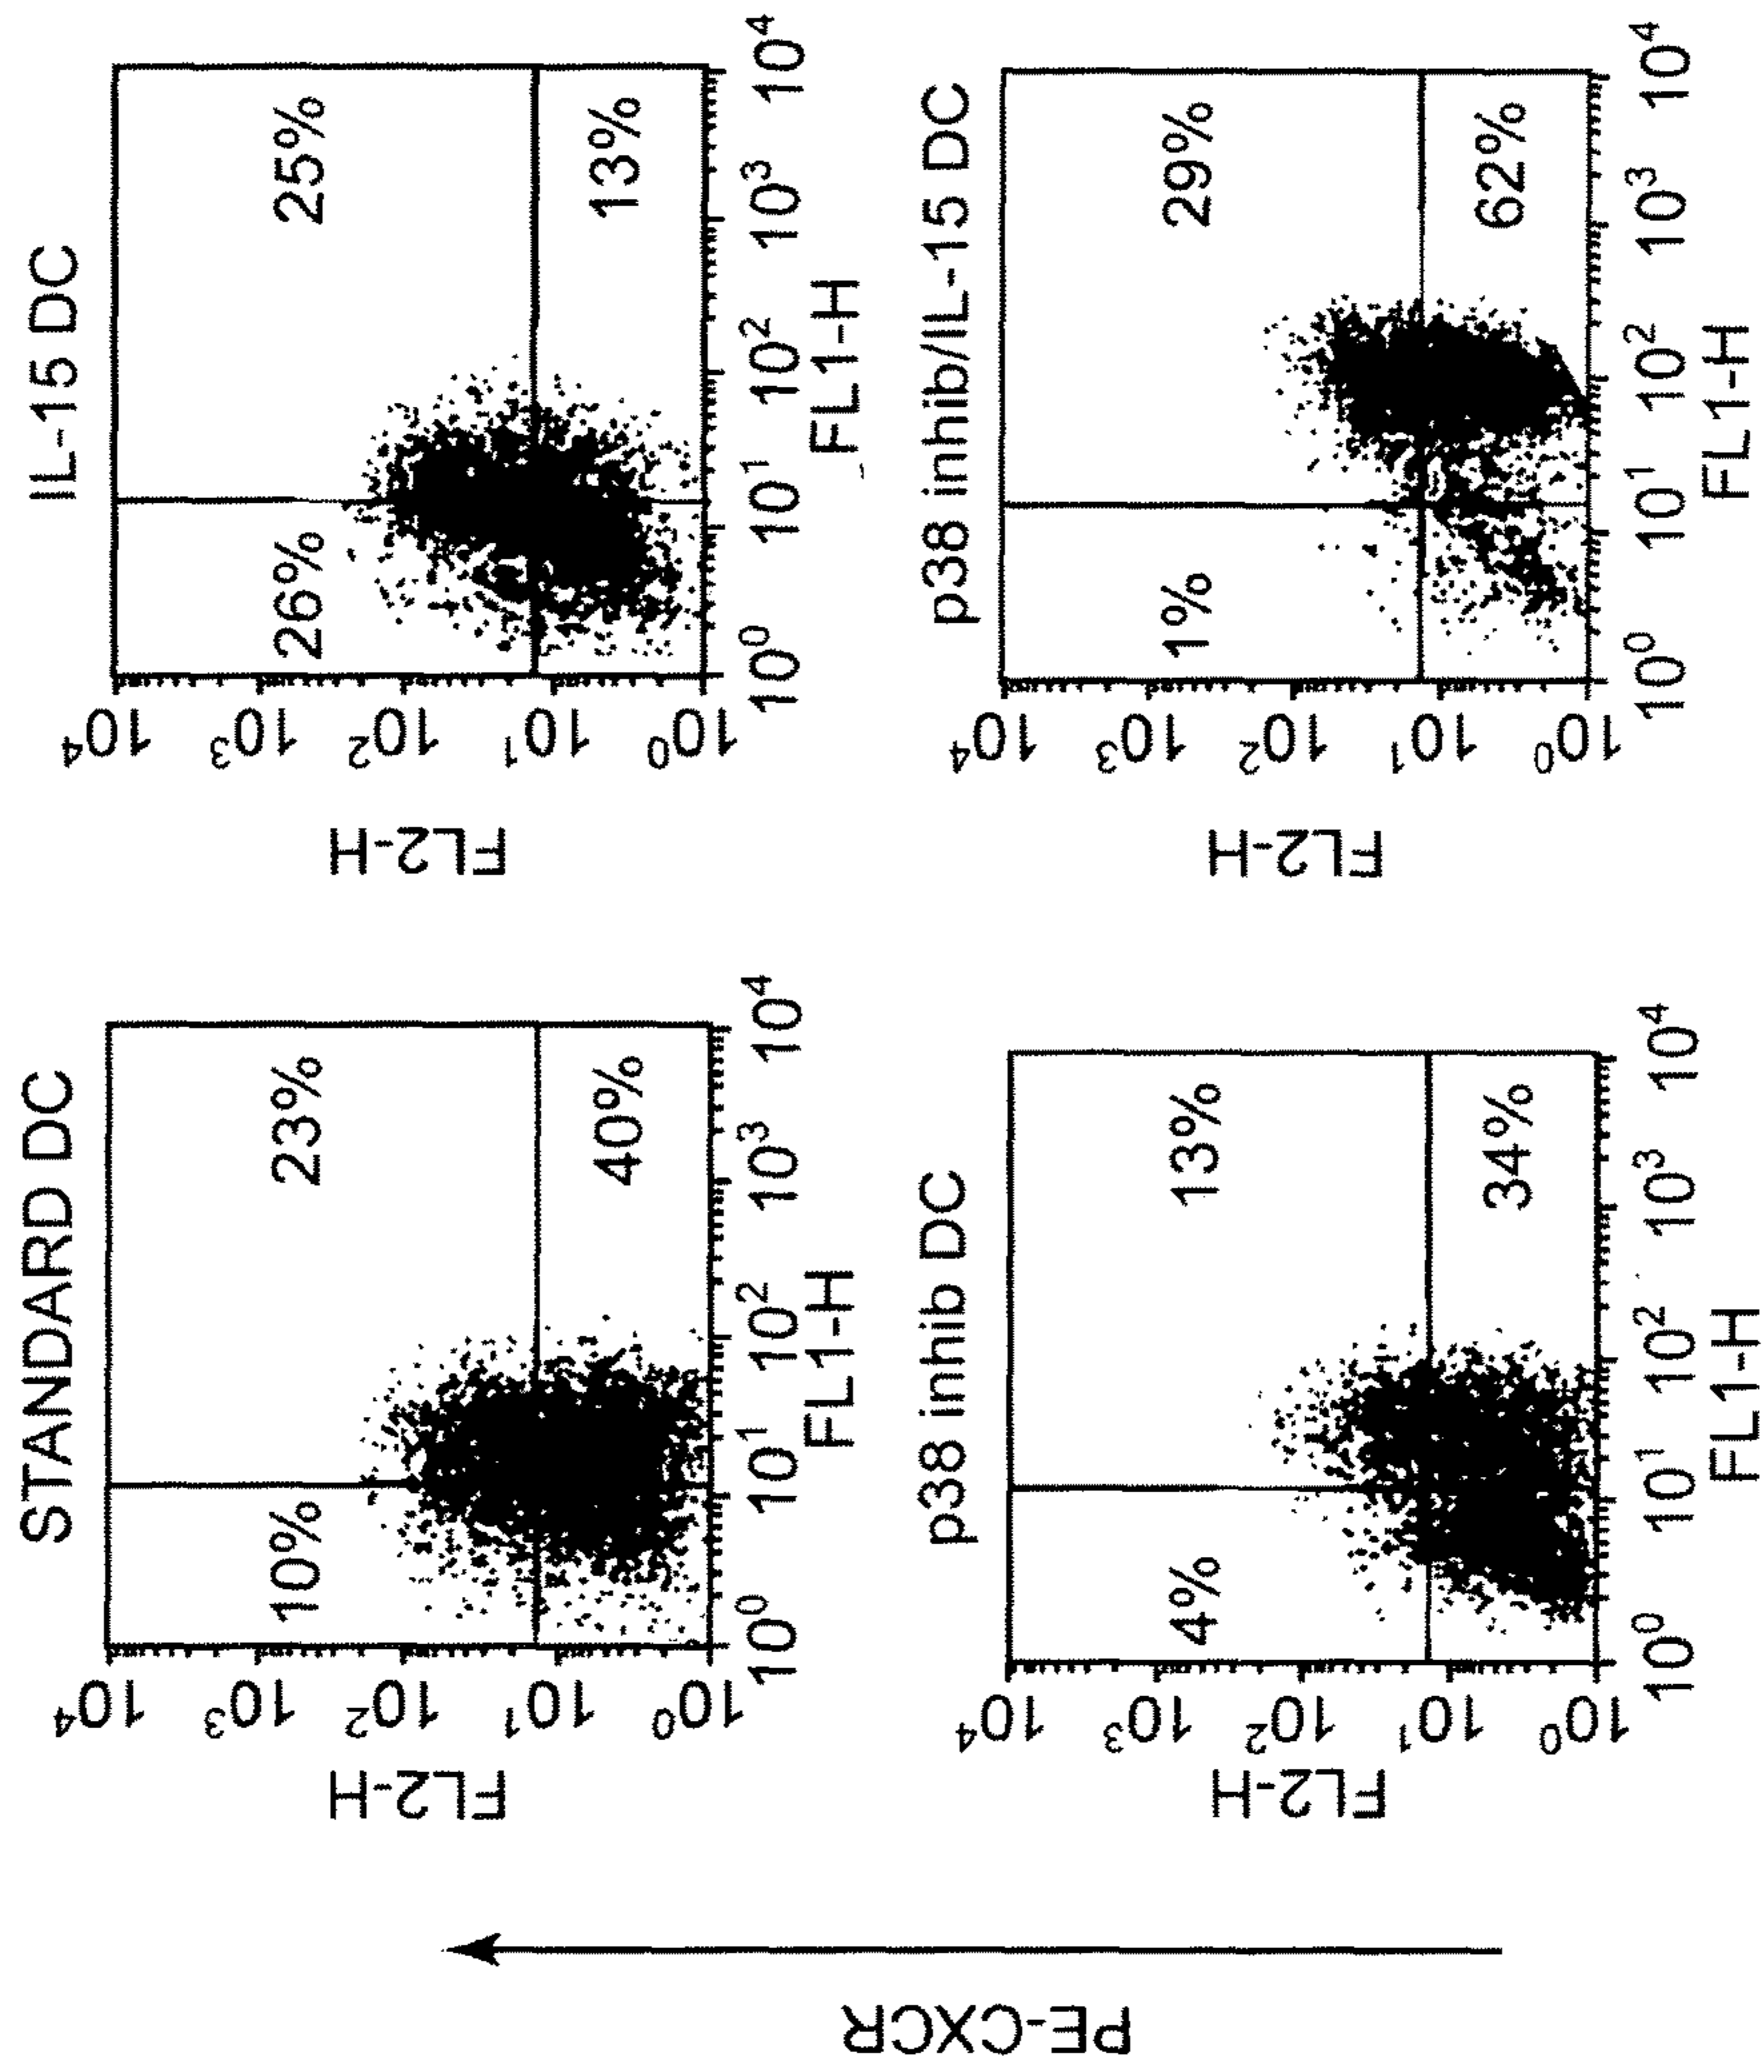 STANDARD DC
10⁴
10³
10²
10¹
10⁰
FL2-H
10%
23%
40%
10⁰ 10¹ 10² 10³ 10⁴
FL1-H
IL-15 DC
10⁴
10³
10²
10¹
10⁰
FL2-H
26%
25%
13%
10⁰ 10¹ 10² 10³ 10⁴
FL1-H
PE-CXCR
p38 inhib DC
10⁴
10³
10²
10¹
10⁰
FL2-H
4%
13%
34%
10⁰ 10¹ 10² 10³ 10⁴
FL1-H
p38 inhib/IL-15 DC
10⁴
10³
10²
10¹
10⁰
FL2-H
1%
29%
62%
10⁰ 10¹ 10² 10³ 10⁴
FL1-H